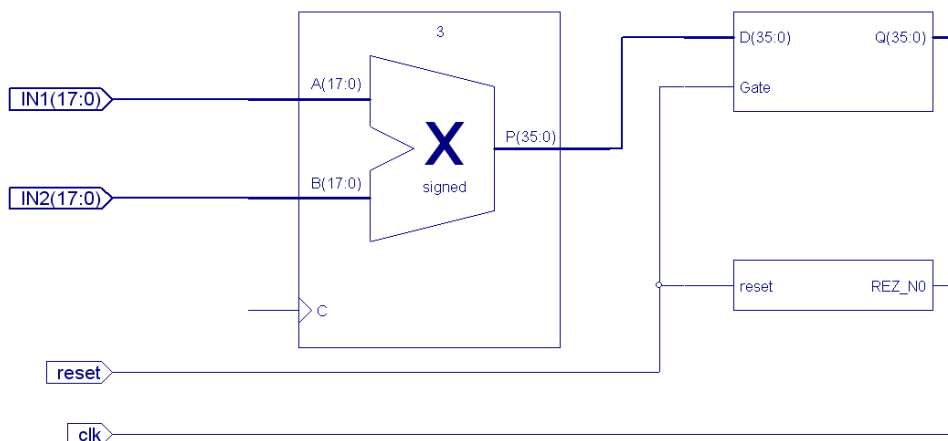 3
D(35:0)
Q(35:0)
A(17:0)
Gate
IN1(17:0)
X
P(35:0)
B(17:0)
signed
IN2(17:0)
reset
REZ_N0
C
reset
clk